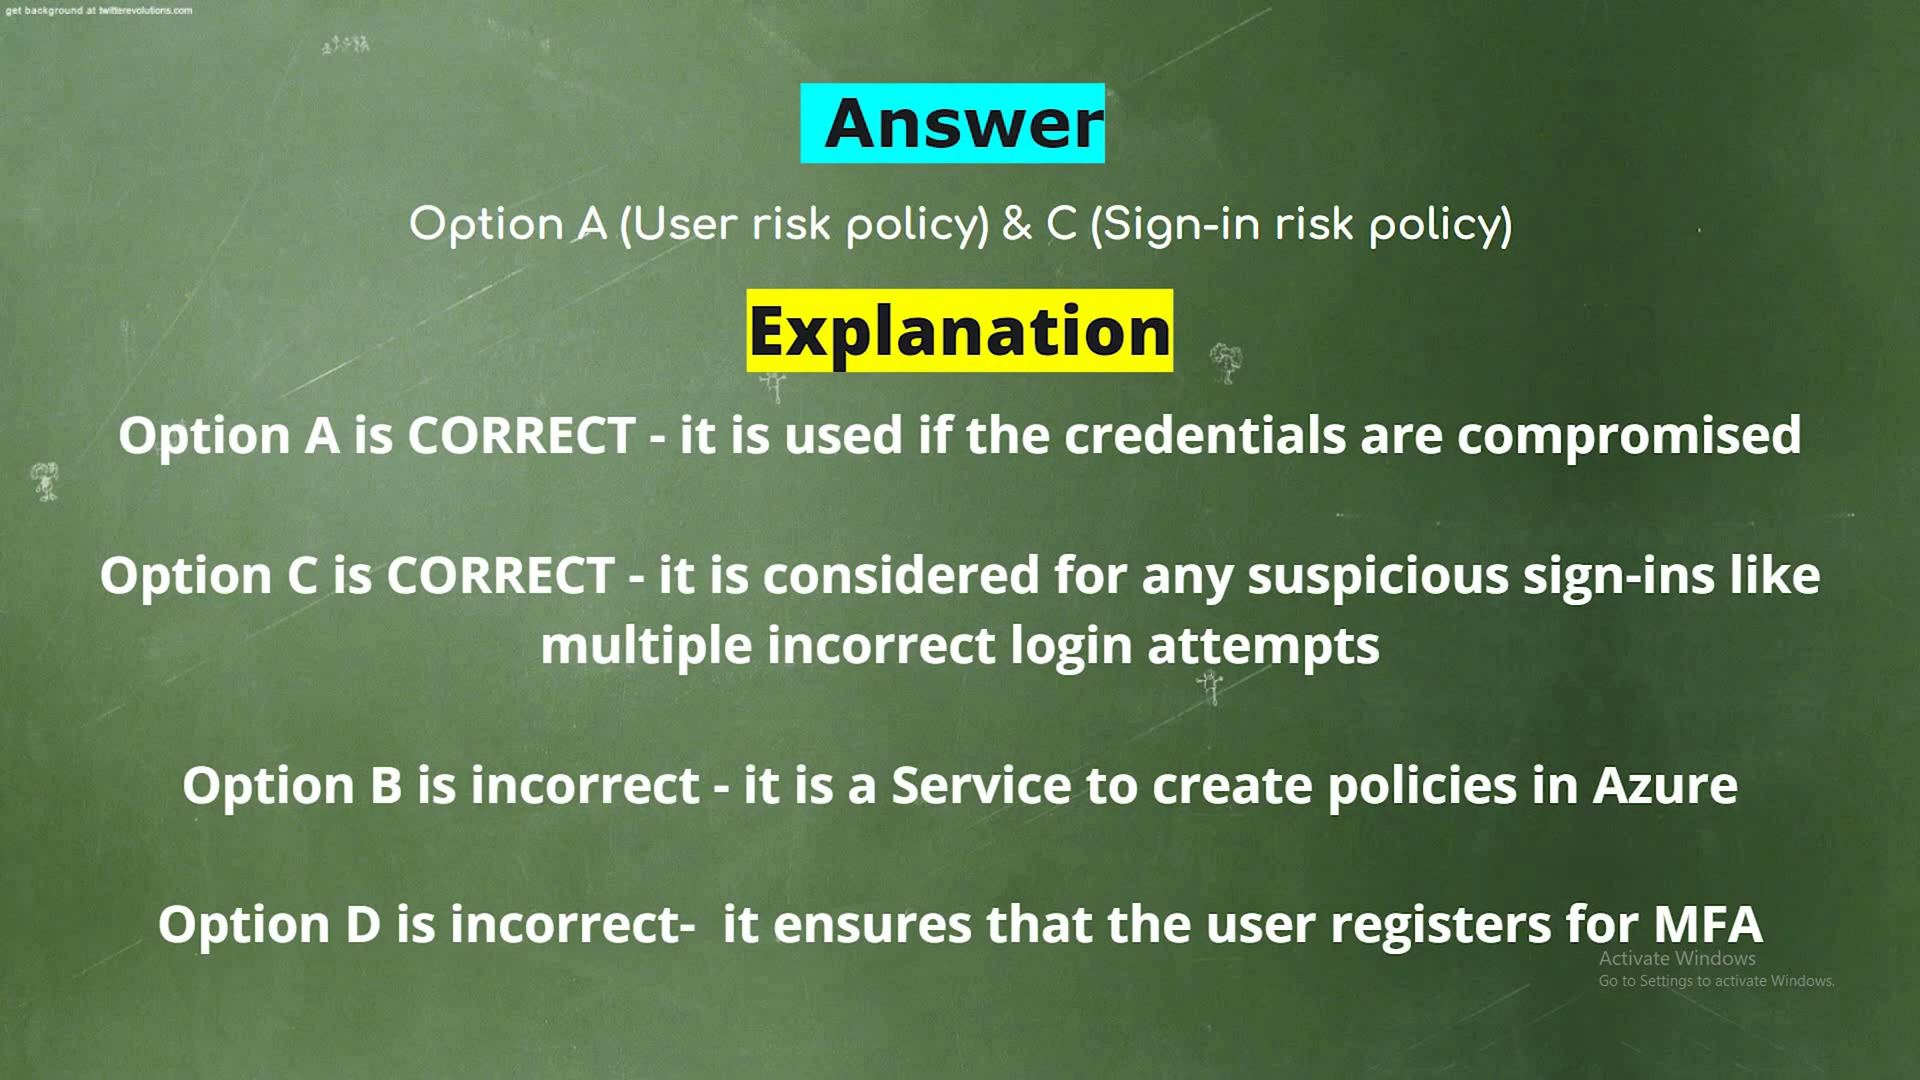 get background at twitterevolutions.com
Answer
Option A (User risk policy) & C (Sign-in risk policy)
Explanation
Option A is CORRECT - it is used if the credentials are compromised
Option C is CORRECT - it is considered for any suspicious sign-ins like
multiple incorrect login attempts
Option B is incorrect - it is a Service to create policies in Azure
Option D is incorrect-  it ensures that the user registers for MFA
Activate Windows
Go to Settings to activate Windows.